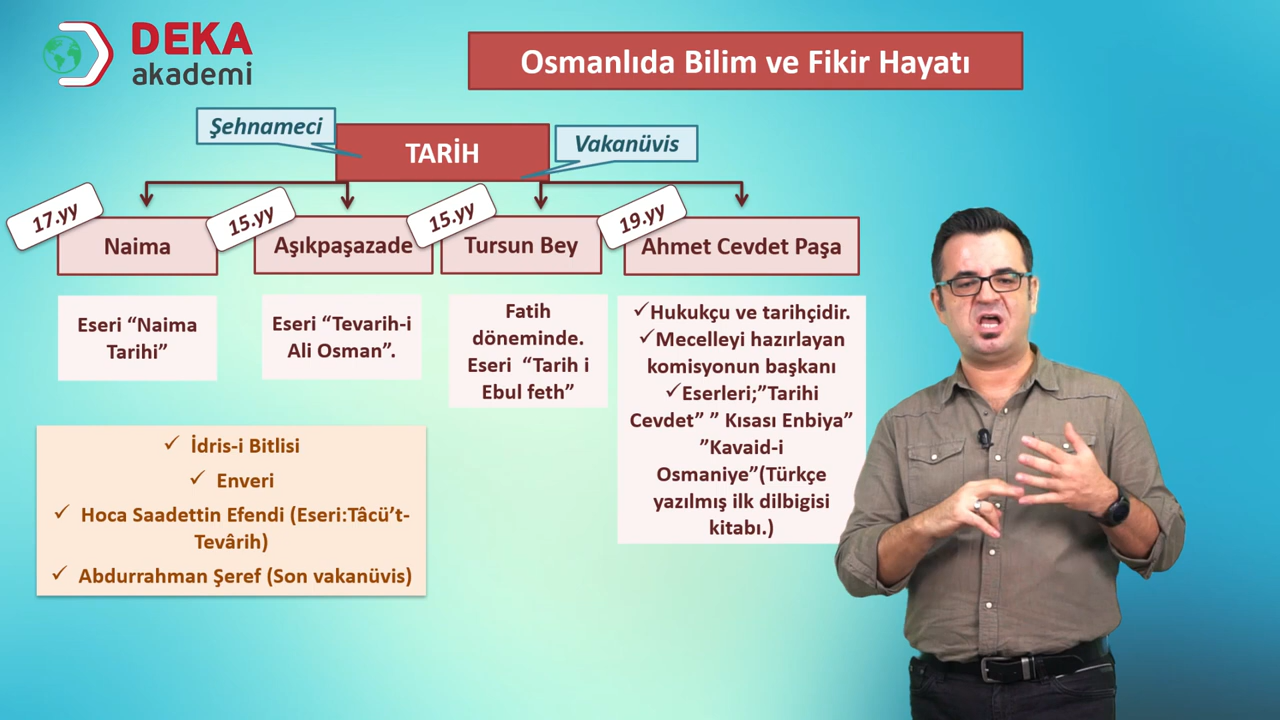 DEKA
akademi
Osmanlıda Bilim ve Fikir Hayatı
Şehnameci
TARİH
Vakanüvis
17.yy
Naima
15.yy
Aşıkpaşazade
15.yy
Tursun Bey
19.yy
Ahmet Cevdet Paşa
Eseri “Naima
Tarihi”
Eseri “Tevarih-i
Ali Osman”.
Fatih
döneminde.
Eseri “Tarih i
Ebul feth”
✓Hukukçu ve tarihçidir.
✓Mecelleyi hazırlayan
komisyonun başkanı
✓Eserleri;”Tarihi
Cevdet” ” Kısası Enbiya”
”Kavaid-i
Osmaniye”(Türkçe
yazılmış ilk dilbigisi
kitabı.)
✓ İdris-i Bitlisi
✓ Enveri
✓ Hoca Saadettin Efendi (Eseri:Tâcü’t-
Tevârih)
✓ Abdurrahman Şeref (Son vakanüvis)